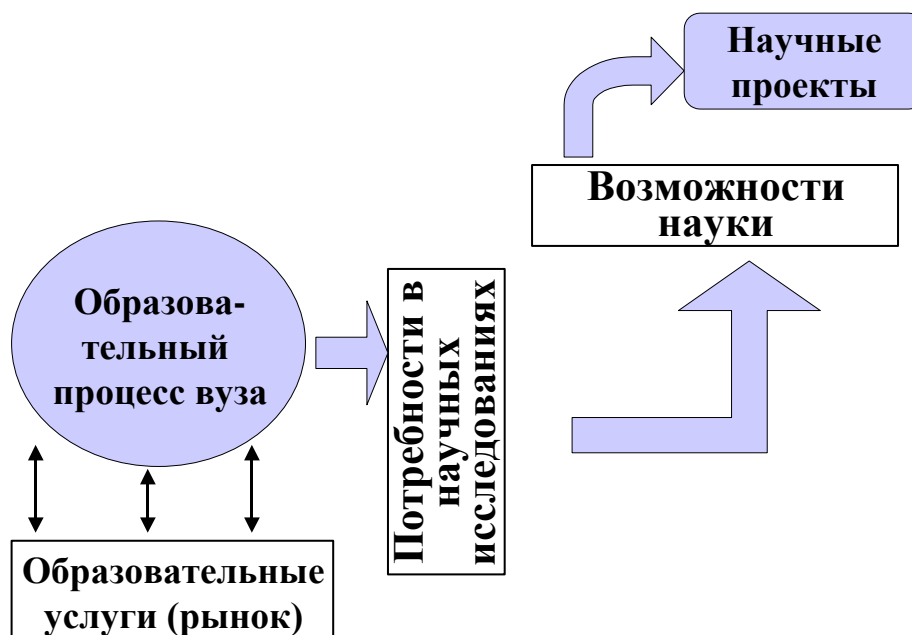 Научные
проекты
Возможности
науки
Образова-
тельный
процесс вуза
Потребности в
научных
исследованиях
Образовательные
услуги (рынок)